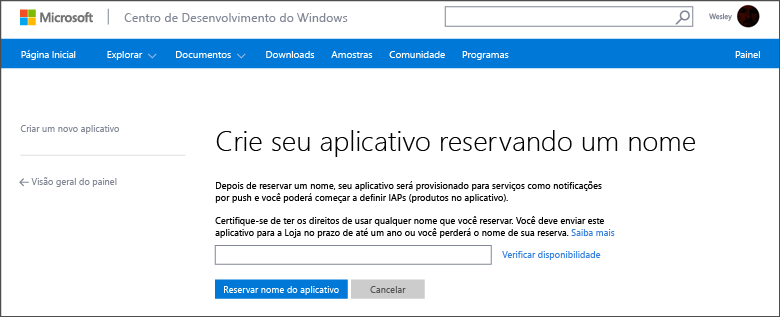 Microsoft Centro de Desenvolvimento do Windows Wesley
Página Inicial Explorar Documentos Downloads Amostras Comunidade Programas Painel
Criar um novo aplicativo
Visão geral do painel
Crie seu aplicativo reservando um nome
Depois de reservar um nome, seu aplicativo será provisionado para serviços como notificações
por push e você poderá começar a definir IAPs (produtos no aplicativo).
Certifique-se de ter os direitos de usar qualquer nome que você reservar. Você deve enviar este
aplicativo para a Loja no prazo de até um ano ou você perderá o nome de sua reserva. Saiba mais
Verificar disponibilidade
Reservar nome do aplicativo Cancelar